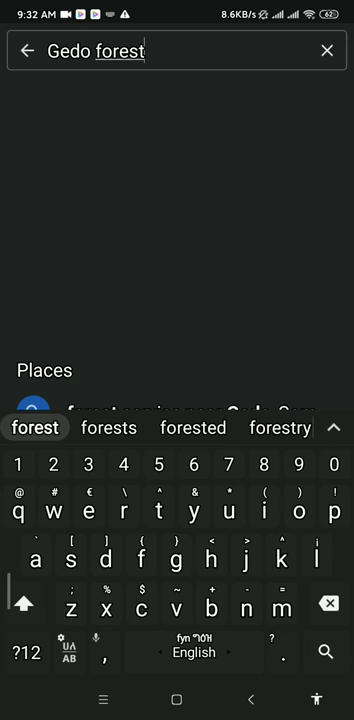 9:32 AM 8.6KB/s 62
Gedo forest
Places
forest forests forested forestry
1 2 3 4 5 6 7 8 9 0
@ # € \ ^ & * ( ) !
q w e r t y u i o p
` [ ] { } < > ^ ¡
a s d f g h j k l
; % $ ~ + - =
z x c v b n m
?12 , English . ?